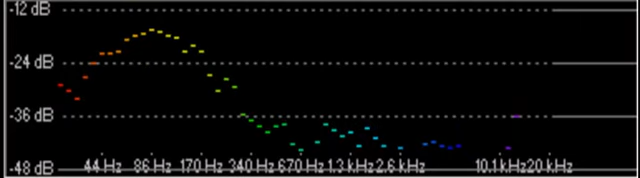 -12 dB
-24 dB
-36 dB
-48 dB
44 Hz 86 Hz 170 Hz 340 Hz 670 Hz 1.3 kHz 2.6 kHz 10.1 kHz 20 kHz